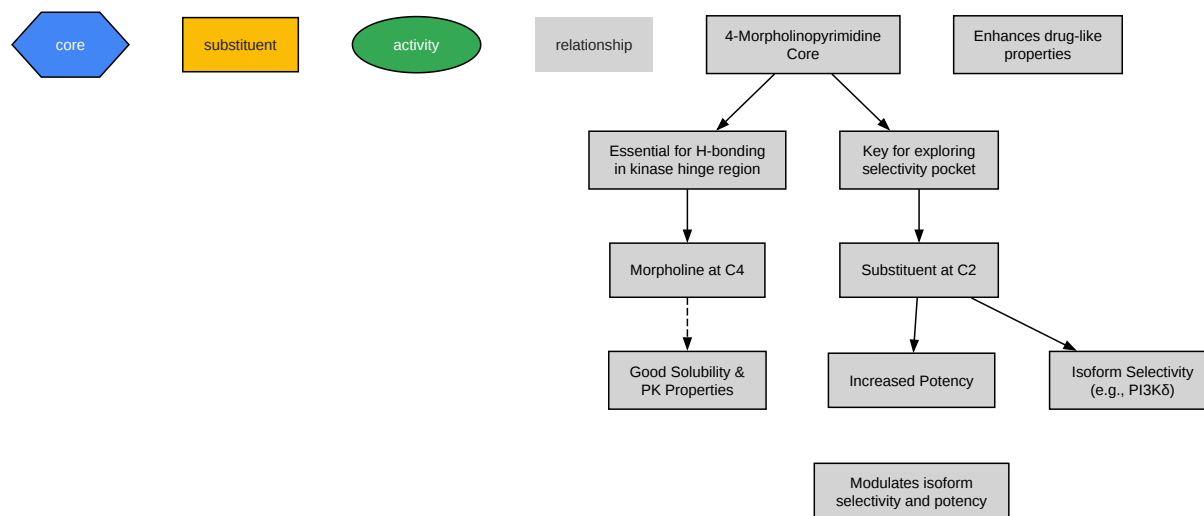 core
substituent
activity
relationship
4-Morpholinopyrimidine
Core
Enhances drug-like
properties
Essential for H-bonding
in kinase hinge region
Key for exploring
selectivity pocket
Morpholine at C4
Substituent at C2
Good Solubility &
PK Properties
Increased Potency
Isoform Selectivity
(e.g., PI3Kδ)
Modulates isoform
selectivity and potency